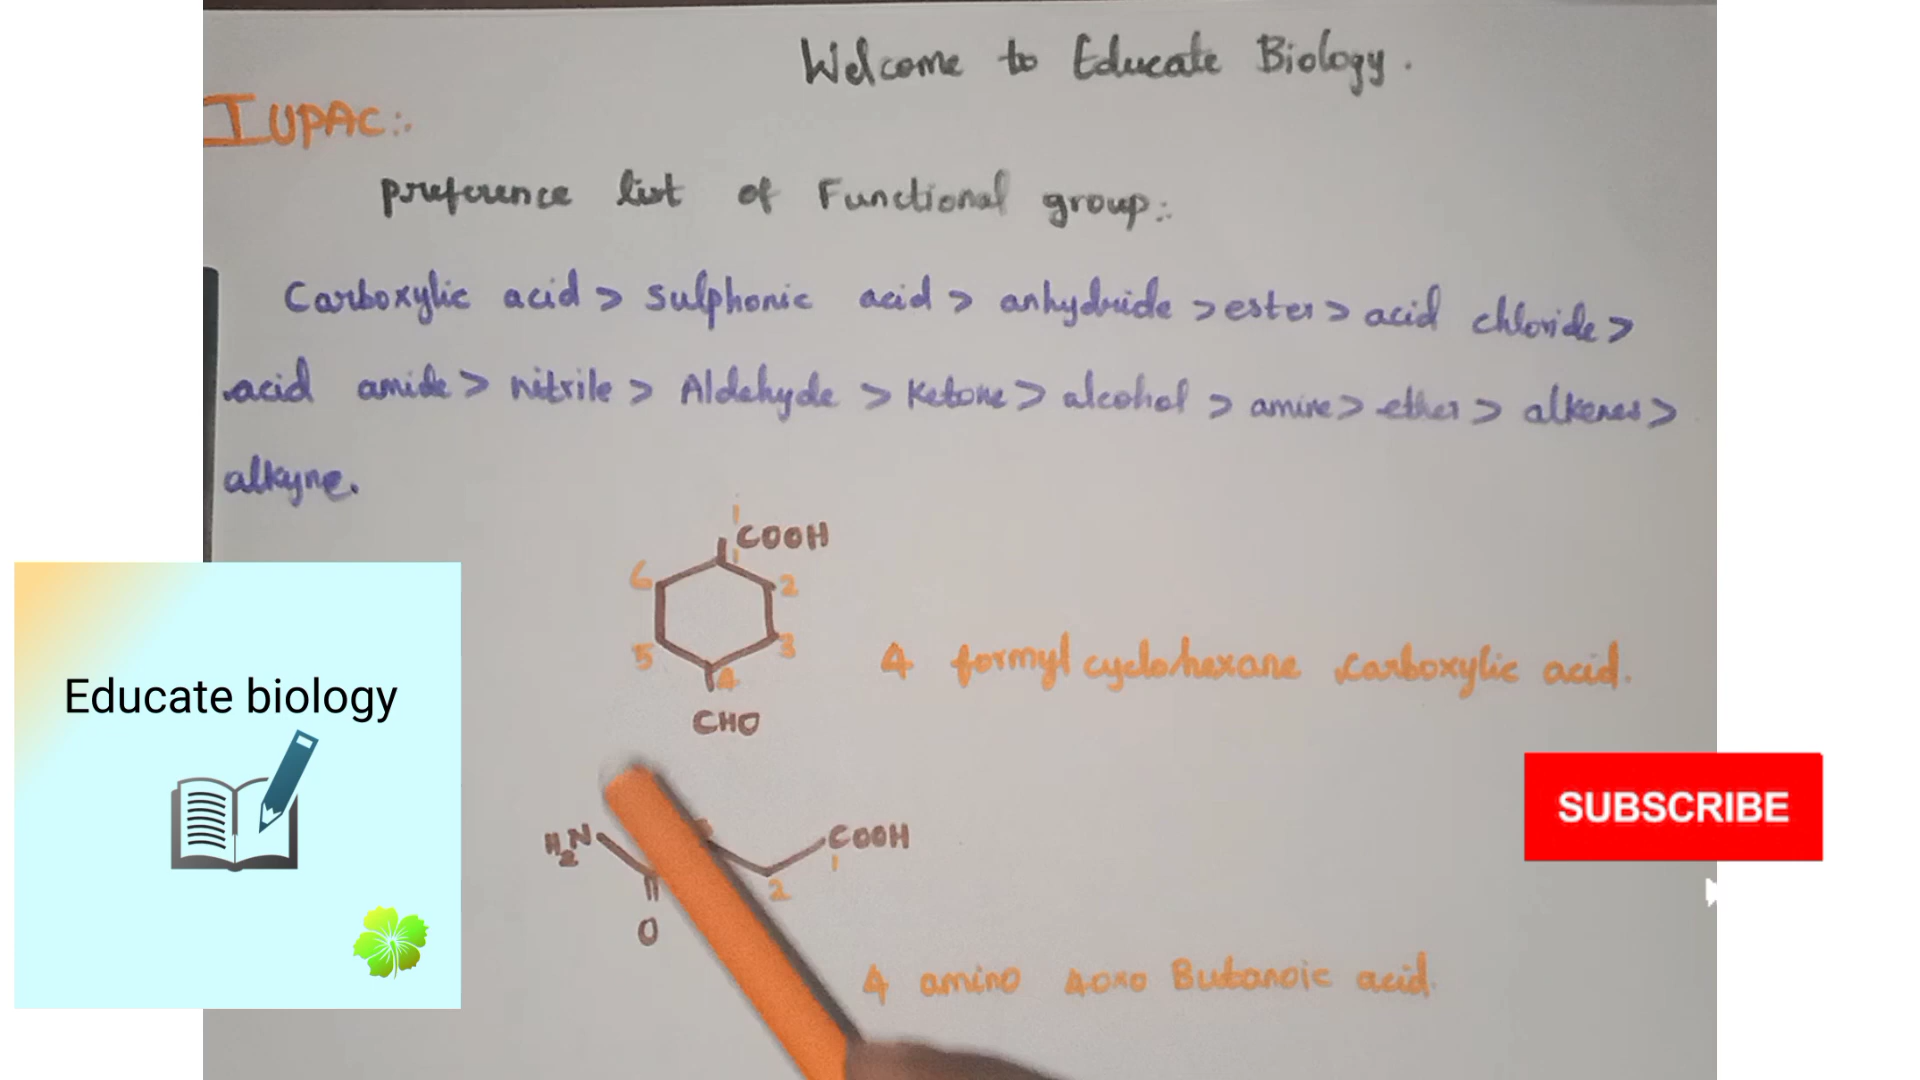 Welcome to Educate Biology.
IUPAC:-
preference list of Functional group:-
Carboxylic acid > sulphonic acid > anhydride > ester > acid chloride >
acid amide > nitrile > Aldehyde > Ketone > alcohol > amine > ether > alkenes >
alkyne.
1
COOH
1
6 2
5 3
4
CHO
4 formyl cyclohexane carboxylic acid.
Educate biology
SUBSCRIBE
H2N COOH
1
2
O
4 amino 4oxo Butanoic acid.